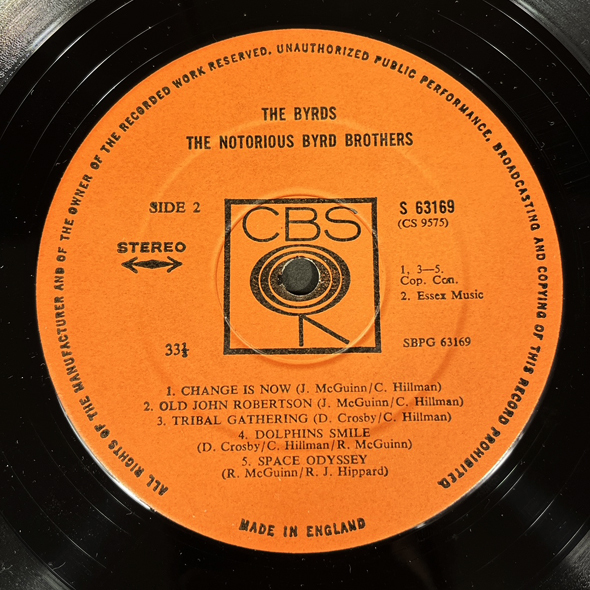 ALL RIGHTS OF THE MANUFACTURER AND OF THE OWNER OF THE RECORDED WORK RESERVED. UNAUTHORIZED PUBLIC PERFORMANCE, BROADCASTING AND COPYING OF THIS RECORD PROHIBITED.
THE BYRDS
THE NOTORIOUS BYRD BROTHERS
SIDE 2
CBS
S 63169
(CS 9575)
STEREO
1, 3—5.
Cop. Con.
2. Essex Music
33⅓
SBPG 63169
1. CHANGE IS NOW (J. McGuinn/C. Hillman)
2. OLD JOHN ROBERTSON (J. McGuinn/C. Hillman)
3. TRIBAL GATHERING (D. Crosby/C. Hillman)
4. DOLPHINS SMILE
(D. Crosby/C. Hillman/R. McGuinn)
5. SPACE ODYSSEY
(R. McGuinn/R. J. Hippard)
MADE IN ENGLAND